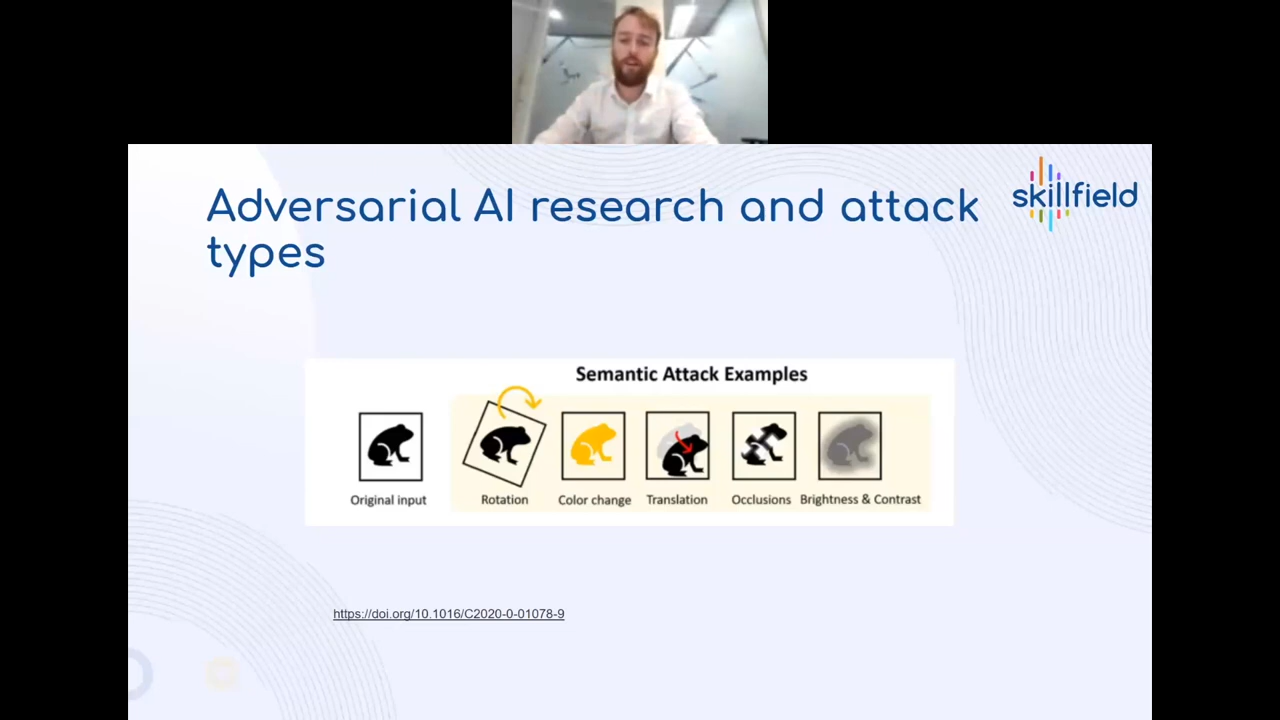 Adversarial AI research and attack
types
skillfield
Semantic Attack Examples
Original input
Rotation
Color change
Translation
Occlusions
Brightness & Contrast
https://doi.org/10.1016/C2020-0-01078-9